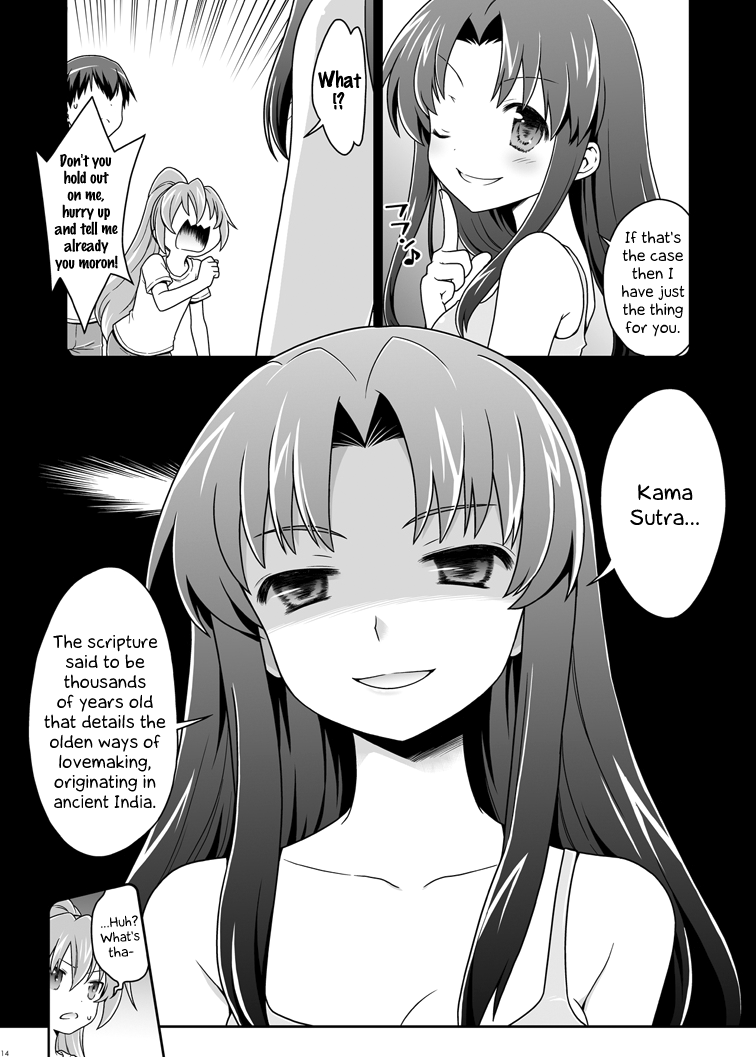 If that's
the case
then I
have just
the thing
for you.
フフン♪
What
!?
Don't you
hold out
on me,
hurry up
and tell me
already
you moron!
Kama
Sutra...
The scripture
said to be
thousands
of years old
that details the
olden ways of
lovemaking,
originating in
ancient India.
...Huh?
What's
tha-
14